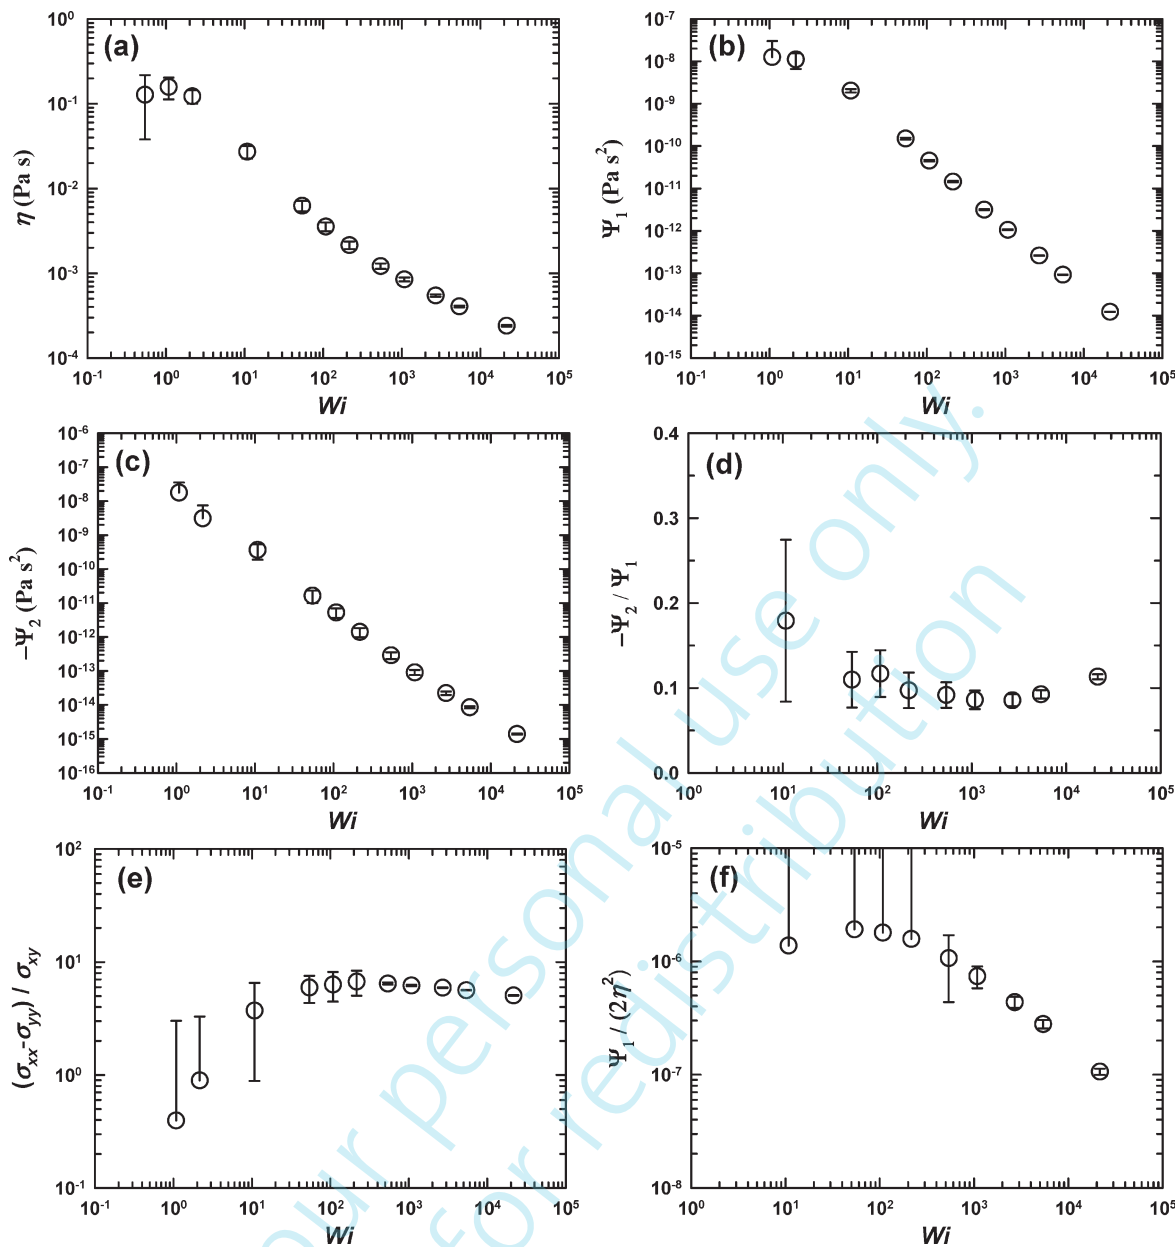 (a)
η (Pa s)
10⁰
10⁻¹
10⁻²
10⁻³
10⁻⁴
10⁻¹ 10⁰ 10¹ 10² 10³ 10⁴ 10⁵
Wi
(b)
Ψ₁ (Pa s²)
10⁻⁷
10⁻⁸
10⁻⁹
10⁻¹⁰
10⁻¹¹
10⁻¹²
10⁻¹³
10⁻¹⁴
10⁻¹⁵
10⁻¹ 10⁰ 10¹ 10² 10³ 10⁴ 10⁵
Wi
(c)
–Ψ₂ (Pa s²)
10⁻⁶
10⁻⁷
10⁻⁸
10⁻⁹
10⁻¹⁰
10⁻¹¹
10⁻¹²
10⁻¹³
10⁻¹⁴
10⁻¹⁵
10⁻¹⁶
10⁻¹ 10⁰ 10¹ 10² 10³ 10⁴ 10⁵
Wi
(d)
–Ψ₂ / Ψ₁
0.4
0.3
0.2
0.1
0.0
10⁰ 10¹ 10² 10³ 10⁴ 10⁵
Wi
(e)
(σxx-σyy) / σxy
10²
10¹
10⁰
10⁻¹
10⁻¹ 10⁰ 10¹ 10² 10³ 10⁴ 10⁵
Wi
(f)
Ψ₁ / (2η²)
10⁻⁵
10⁻⁶
10⁻⁷
10⁻⁸
10⁰ 10¹ 10² 10³ 10⁴ 10⁵
Wi
our personal use only.
for redistribution